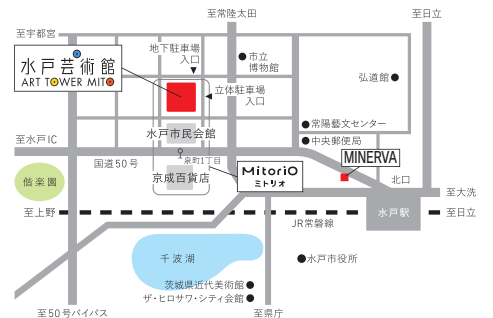 至常陸太田
至日立
至宇都宮
地下駐車場
入口
水戸芸術館
ART TOWER MITO
市立
博物館
弘道館
立体駐車場
入口
常陽藝文センター
水戸市民会館
中央郵便局
至水戸IC
泉町1丁目
国道50号
MINERVA
MitoriO
ミトリオ
京成百貨店
北口
偕楽園
至大洗
至上野
水戸駅
至日立
JR常磐線
千波湖
水戸市役所
茨城県近代美術館
ザ・ヒロサワ・シティ会館
至50号バイパス
至県庁